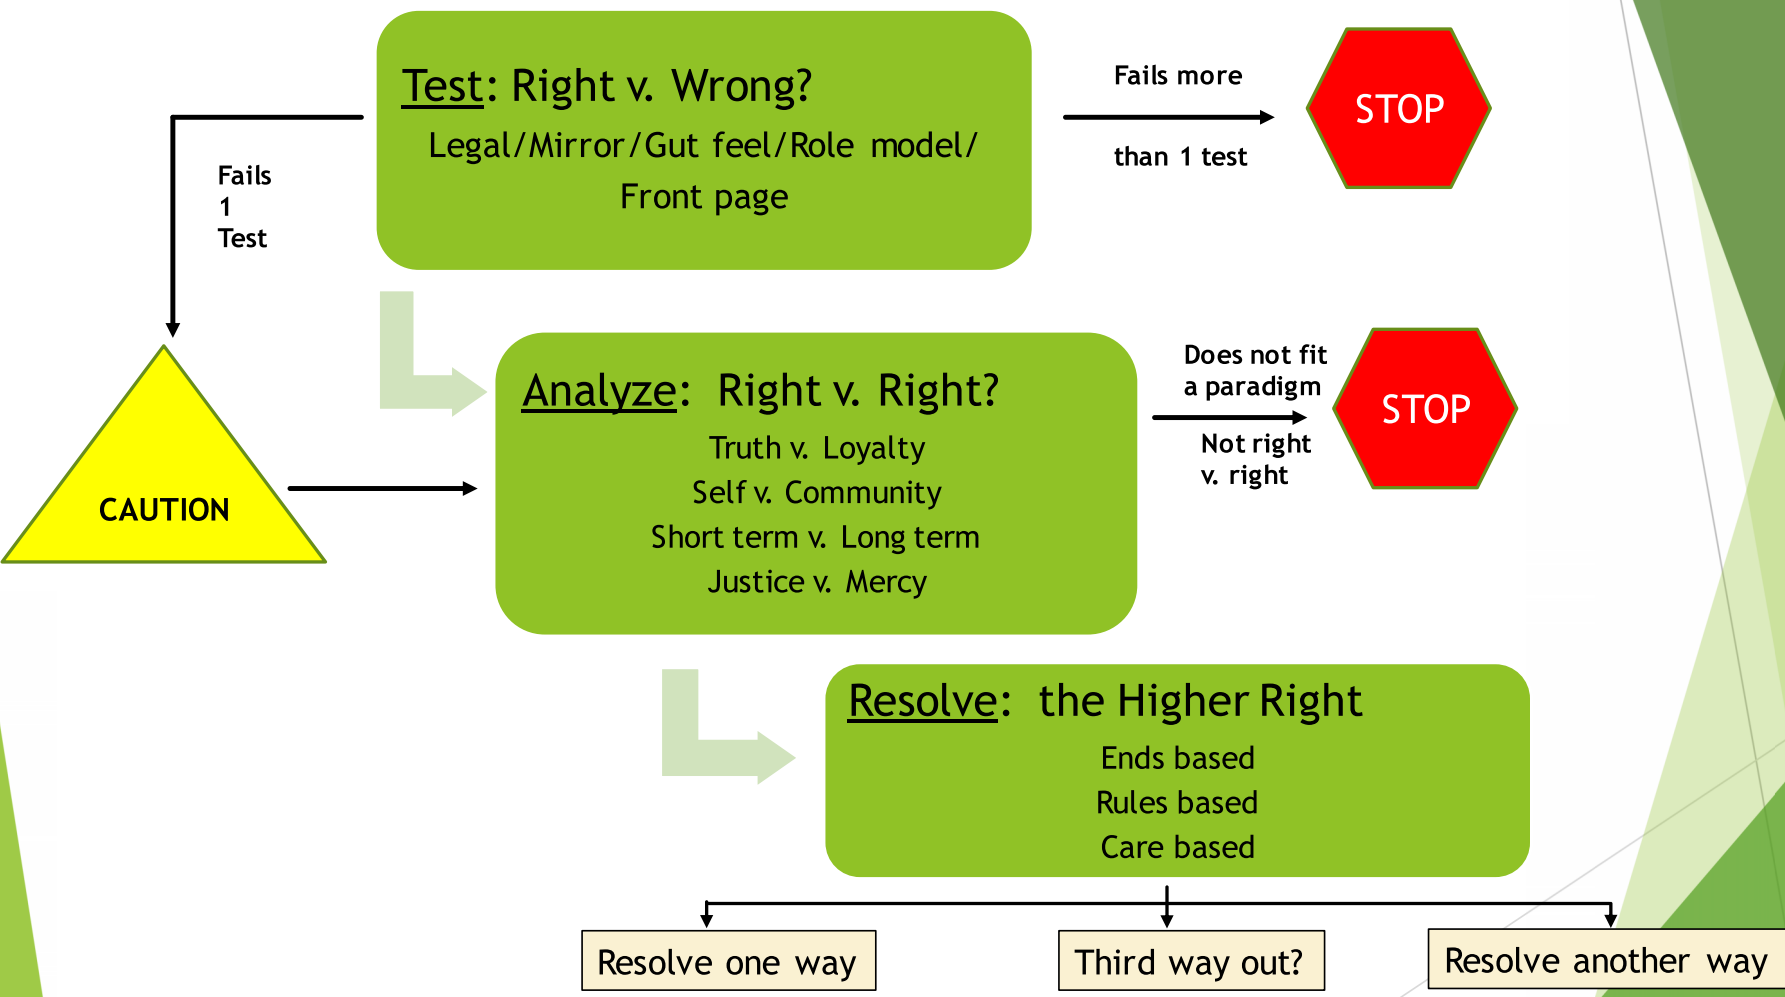 Test: Right v. Wrong?
Legal/Mirror/Gut feel/Role model/
Front page
Fails more
than 1 test
STOP
Fails
1
Test
CAUTION
Analyze: Right v. Right?
Truth v. Loyalty
Self v. Community
Short term v. Long term
Justice v. Mercy
Does not fit
a paradigm
Not right
v. right
STOP
Resolve: the Higher Right
Ends based
Rules based
Care based
Resolve one way
Third way out?
Resolve another way